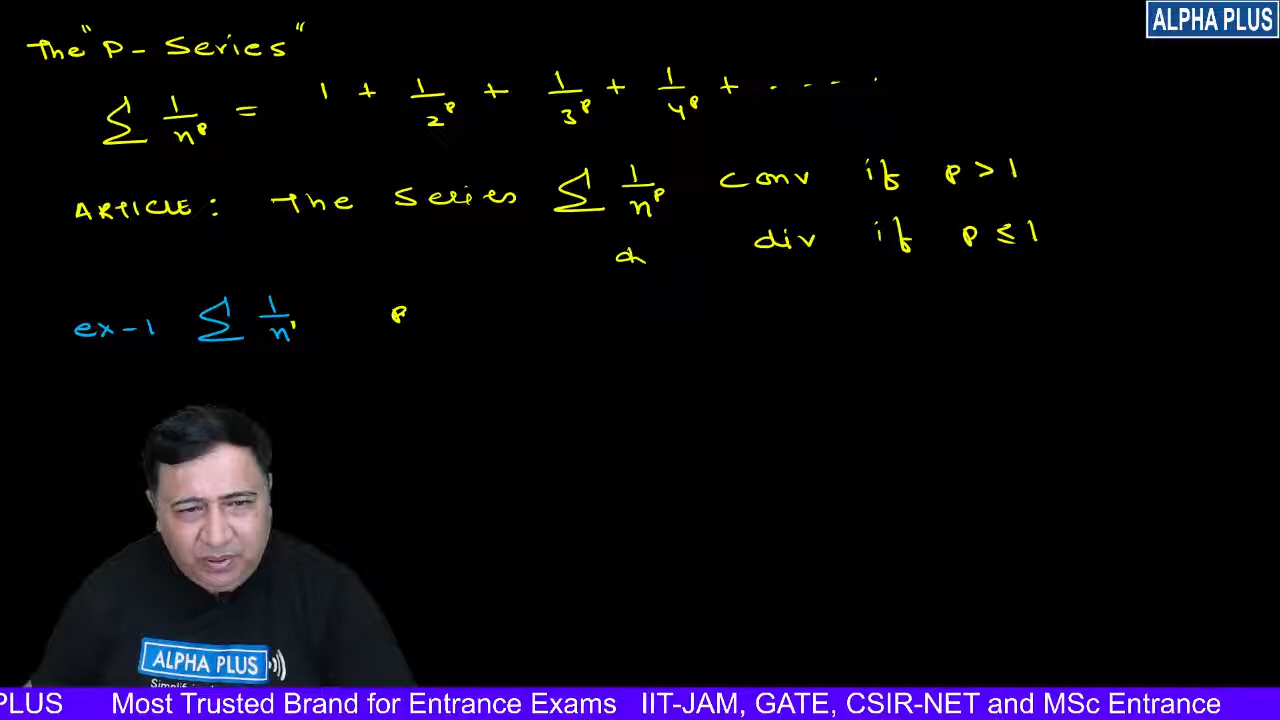 ALPHA PLUS
The "P - Series"
∑ 1/n^p = 1 + 1/2^p + 1/3^p + 1/4^p + - - - -
ARTICLE : The Series ∑ 1/n^p conv if p > 1
& div if p ≤ 1
ex-1 ∑ 1/n^1 p
ALPHA PLUS
PLUS Most Trusted Brand for Entrance Exams IIT-JAM, GATE, CSIR-NET and MSc Entrance